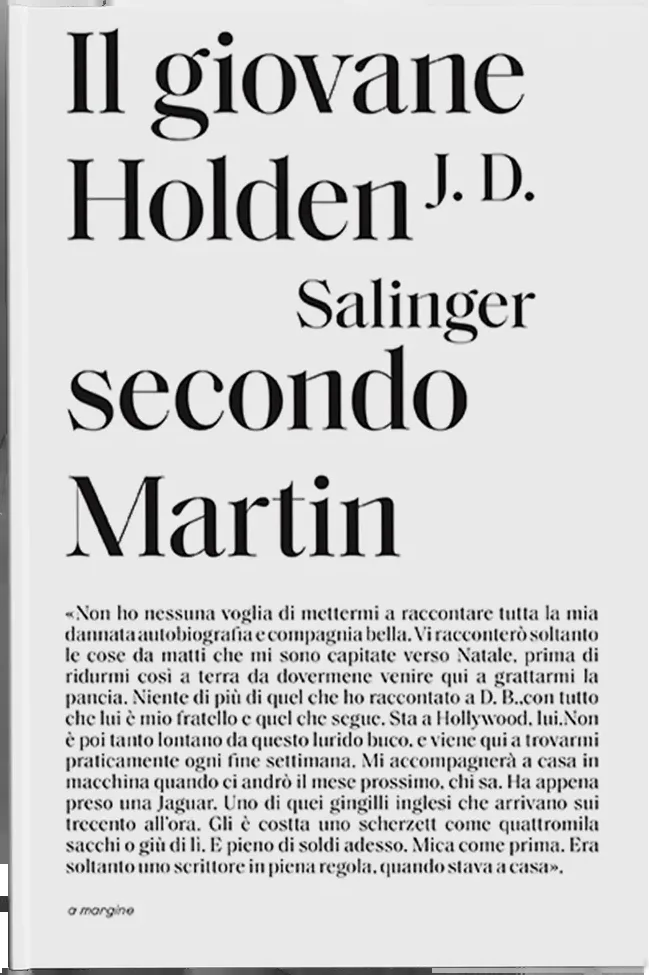 Il giovane
Holden J. D.
Salinger
secondo
Martin
«Non ho nessuna voglia di mettermi a raccontare tutta la mia
dannata autobiografia e compagnia bella. Vi racconterò soltanto
le cose da matti che mi sono capitate verso Natale, prima di
ridurmi così a terra da dovermene venire qui a grattarmi la
pancia. Niente di più di quel che ho raccontato a D. B.,con tutto
che lui è mio fratello e quel che segue. Sta a Hollywood, lui.Non
è poi tanto lontano da questo lurido buco, e viene qui a trovarmi
praticamente ogni fine settimana. Mi accompagnerà a casa in
macchina quando ci andrò il mese prossimo, chi sa. Ha appena
preso una Jaguar. Uno di quei gingilli inglesi che arrivano sui
trecento all'ora. Gli è costta uno scherzett come quattromila
sacchi o giù di lì. E pieno di soldi adesso. Mica come prima. Era
soltanto uno scrittore in piena regola, quando stava a casa».
a margine